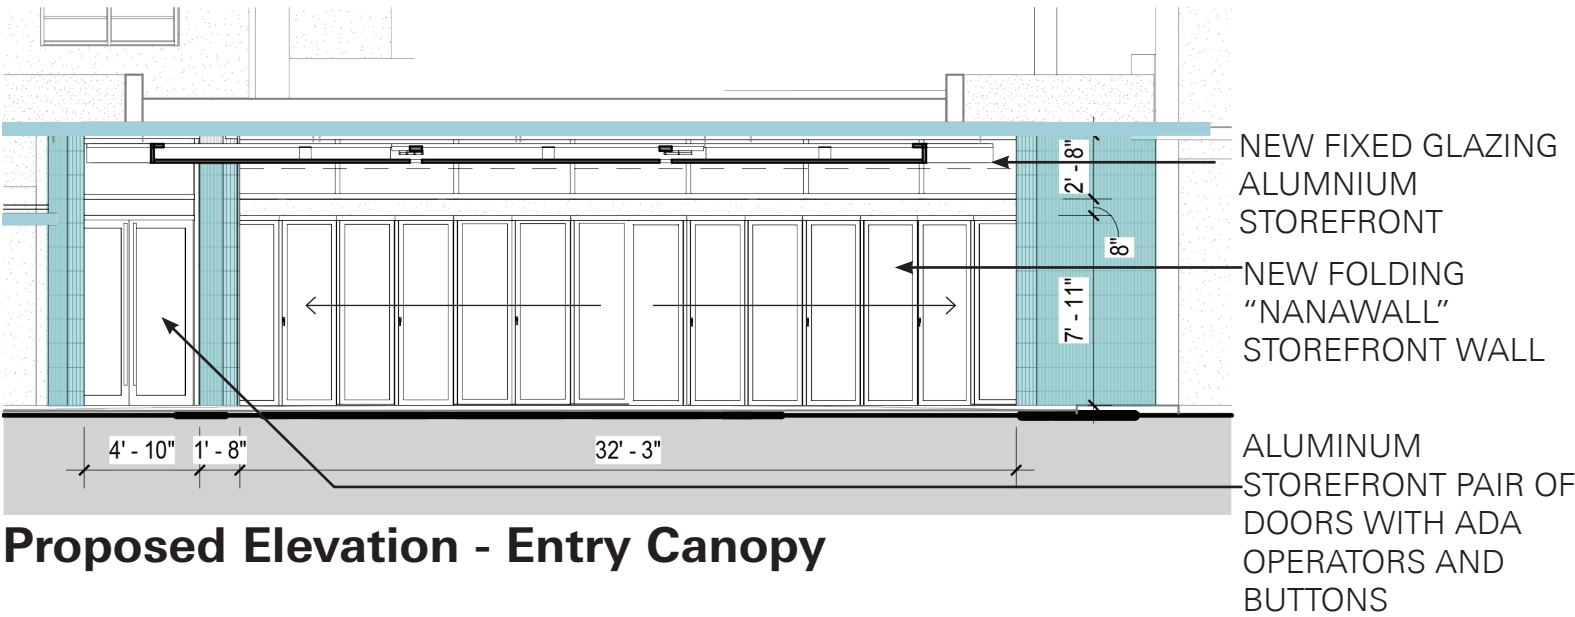 NEW FIXED GLAZING
ALUMNIUM
STOREFRONT
2' - 8"
8"
NEW FOLDING
“NANAWALL”
STOREFRONT WALL
7' - 11"
4' - 10"
1' - 8"
32' - 3"
ALUMINUM
STOREFRONT PAIR OF
DOORS WITH ADA
OPERATORS AND
BUTTONS
Proposed Elevation - Entry Canopy